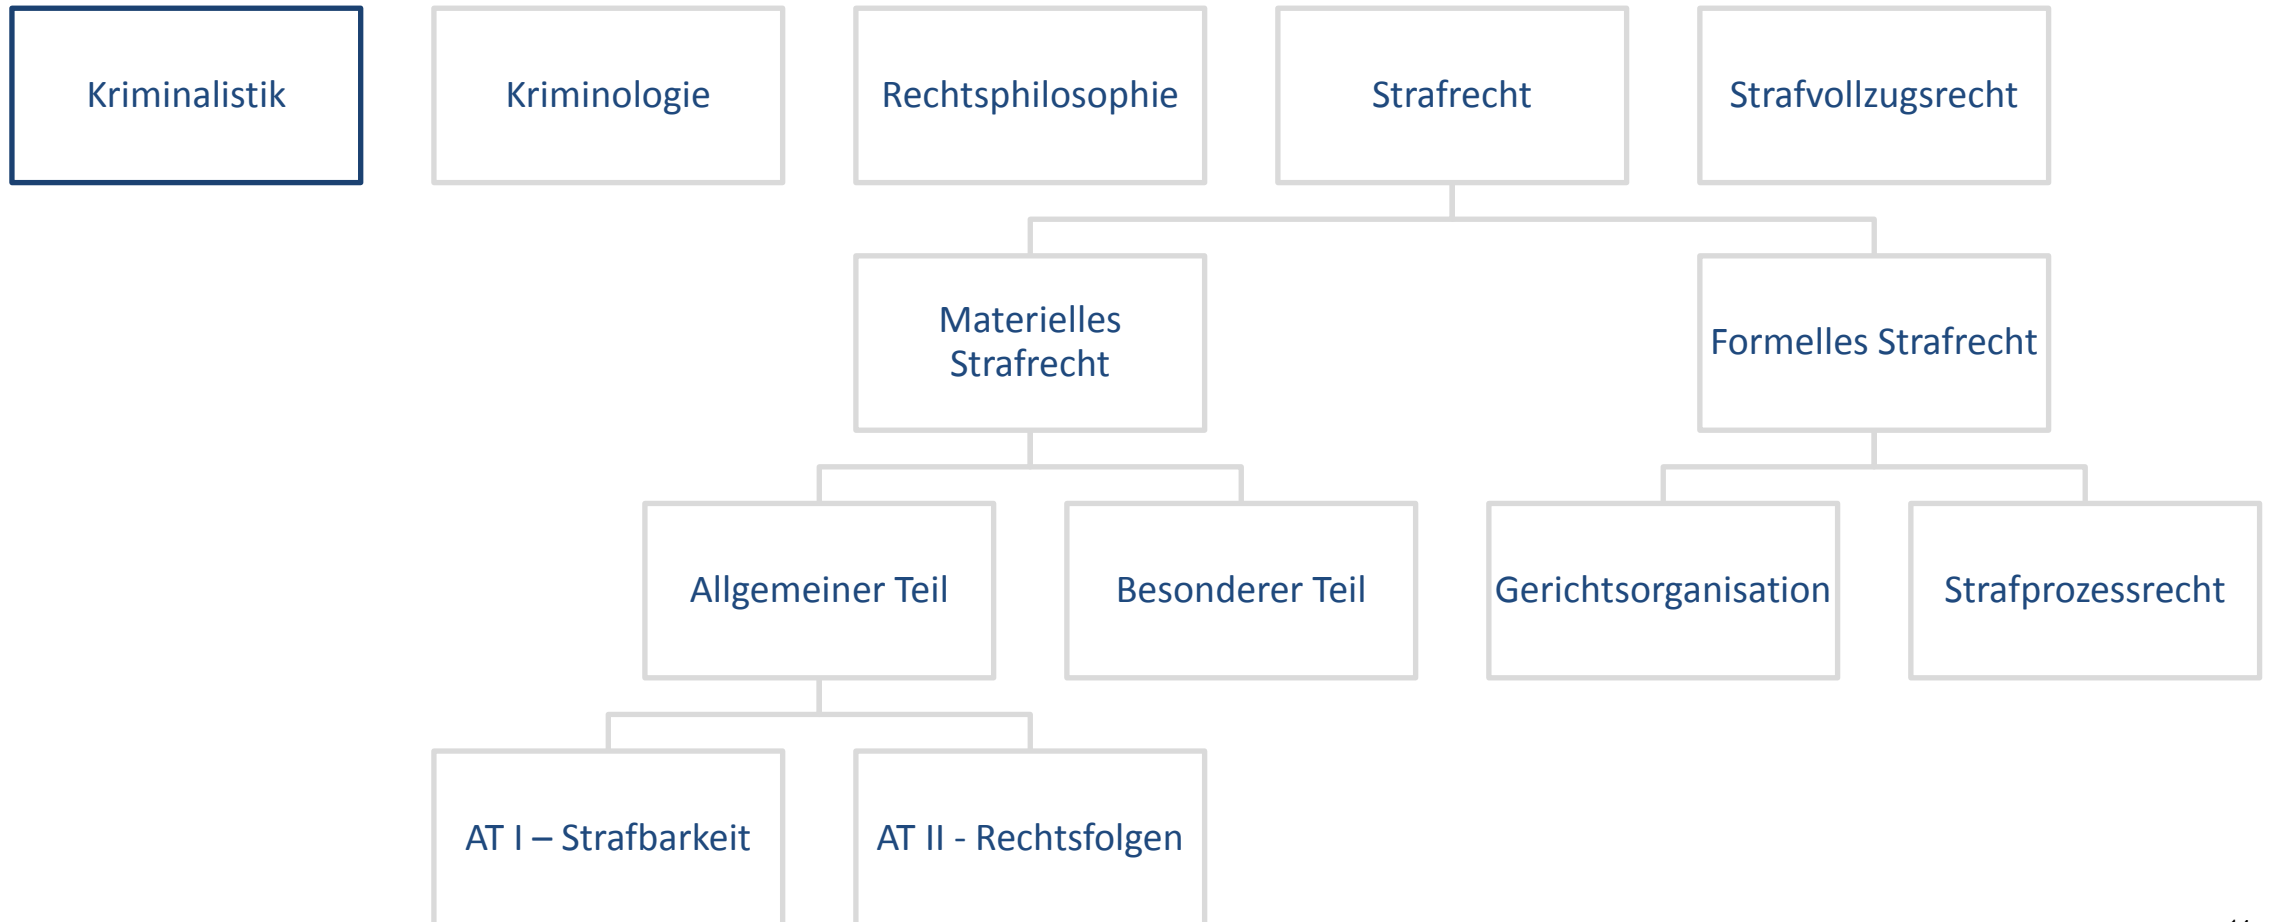 Kriminalistik
Kriminologie
Rechtsphilosophie
Strafrecht
Strafvollzugsrecht
Materielles
Strafrecht
Formelles Strafrecht
Allgemeiner Teil
Besonderer Teil
Gerichtsorganisation
Strafprozessrecht
AT I – Strafbarkeit
AT II - Rechtsfolgen